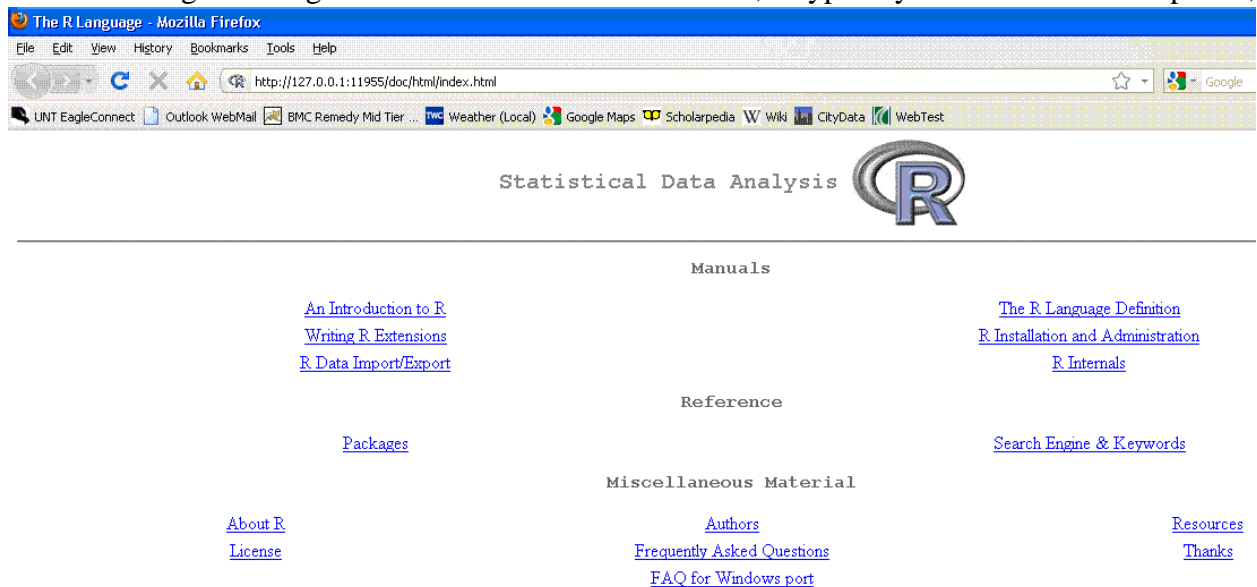 The R Language - Mozilla Firefox
File Edit View History Bookmarks Tools Help
http://127.0.0.1:11955/doc/html/index.html Google
UNT EagleConnect Outlook WebMail BMC Remedy Mid Tier ... TWC Weather (Local) Google Maps Scholarpedia W Wiki CityData WebTest
Statistical Data Analysis R
Manuals
An Introduction to R The R Language Definition
Writing R Extensions R Installation and Administration
R Data Import/Export R Internals
Reference
Packages Search Engine & Keywords
Miscellaneous Material
About R Authors Resources
License Frequently Asked Questions Thanks
FAQ for Windows port